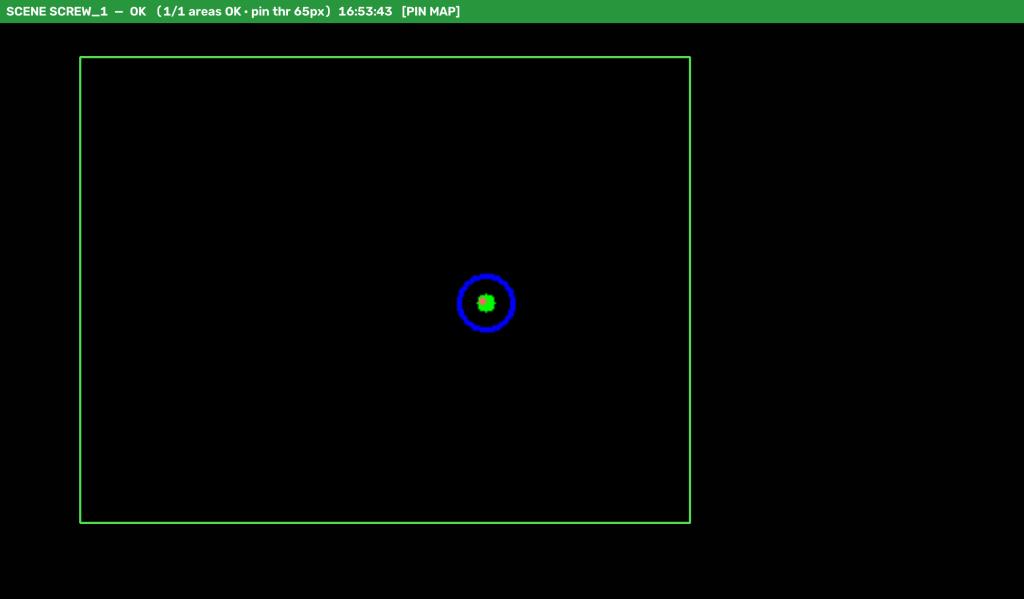 SCENE SCREW_1 — OK (1/1 areas OK · pin thr 65px) 16:53:43 [PIN MAP]